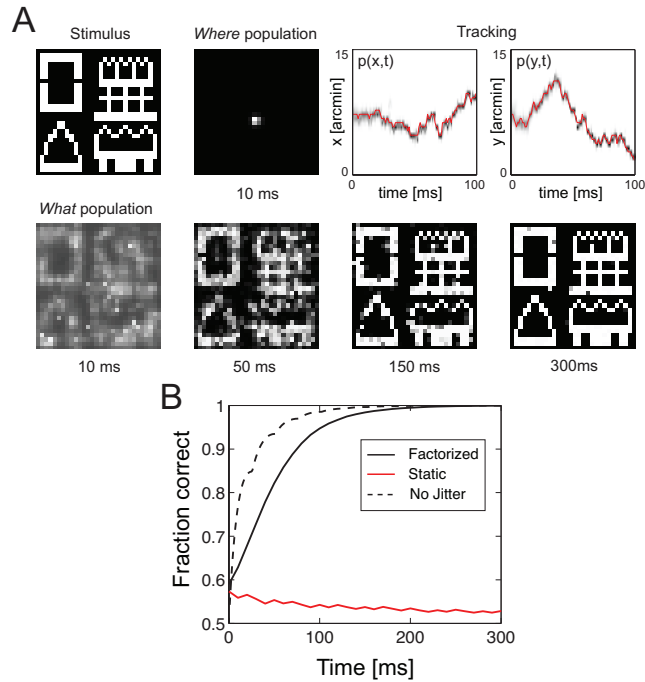 A
Stimulus
Where population
Tracking
10 ms
p(x,t)
15
x [arcmin]
0
time [ms]
100
p(y,t)
15
y [arcmin]
0
time [ms]
100
What population
10 ms
50 ms
150 ms
300ms
B
1
0.9
0.8
0.7
0.6
0.5
Fraction correct
Factorized
Static
No Jitter
0
100
200
300
Time [ms]